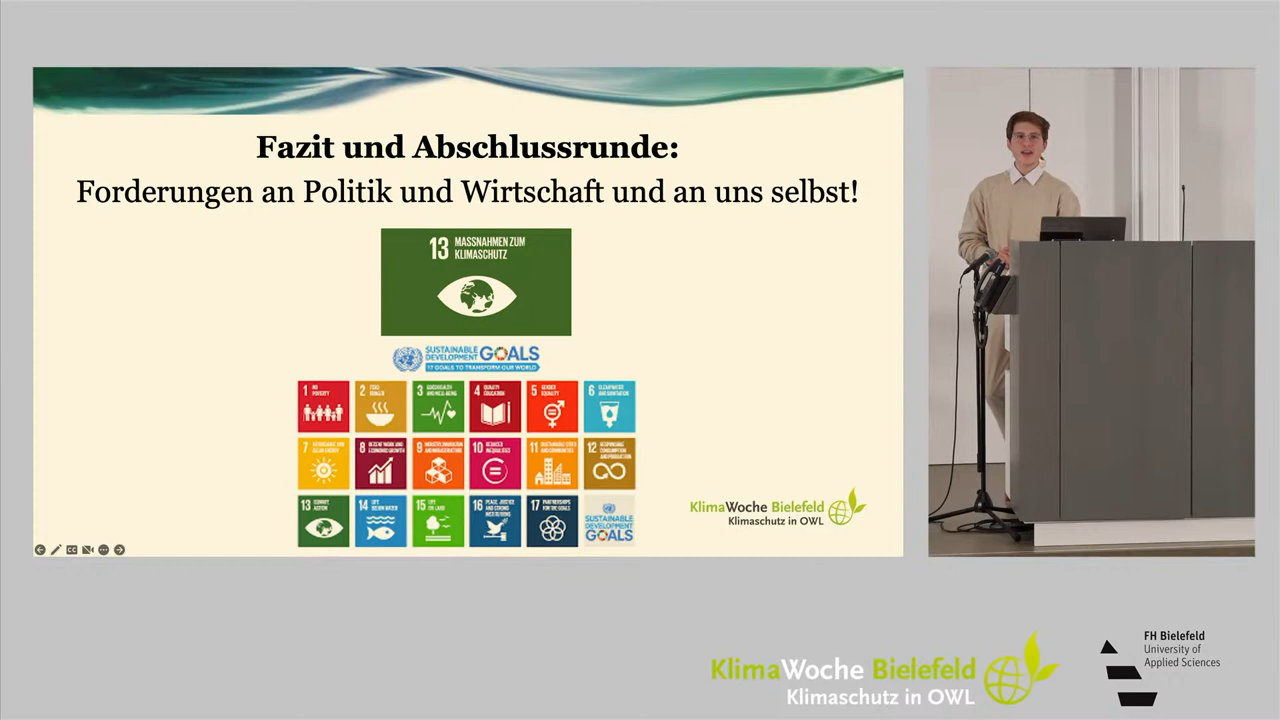 Fazit und Abschlussrunde:
Forderungen an Politik und Wirtschaft und an uns selbst!
13 MASSNAHMEN ZUM
KLIMASCHUTZ
SUSTAINABLE
DEVELOPMENT GOALS
17 GOALS TO TRANSFORM OUR WORLD
1 NO
POVERTY
2 ZERO
HUNGER
3 GOOD HEALTH
AND WELL-BEING
4 QUALITY
EDUCATION
5 GENDER
EQUALITY
6 CLEAN WATER
AND SANITATION
7 AFFORDABLE AND
CLEAN ENERGY
8 DECENT WORK AND
ECONOMIC GROWTH
9 INDUSTRY, INNOVATION
AND INFRASTRUCTURE
10 REDUCED
INEQUALITIES
11 SUSTAINABLE CITIES
AND COMMUNITIES
12 RESPONSIBLE
CONSUMPTION
AND PRODUCTION
13 CLIMATE
ACTION
14 LIFE
BELOW WATER
15 LIFE
ON LAND
16 PEACE, JUSTICE
AND STRONG
INSTITUTIONS
17 PARTNERSHIPS
FOR THE GOALS
SUSTAINABLE
DEVELOPMENT
GOALS
KlimaWoche Bielefeld
Klimaschutz in OWL
CC
KlimaWoche Bielefeld
Klimaschutz in OWL
FH Bielefeld
University of
Applied Sciences